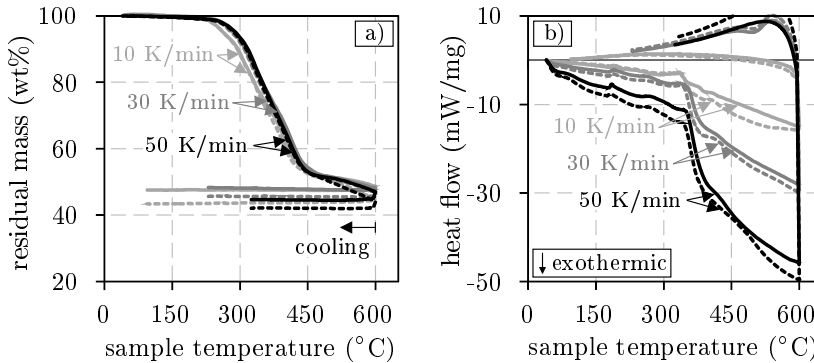 a)
100
80
60
40
20
residual mass (wt%)
10 K/min
30 K/min
50 K/min
cooling
0
150
300
450
600
sample temperature (°C)
b)
10
-10
-30
-50
heat flow (mW/mg)
10 K/min
30 K/min
50 K/min
↓ exothermic
0
150
300
450
600
sample temperature (°C)